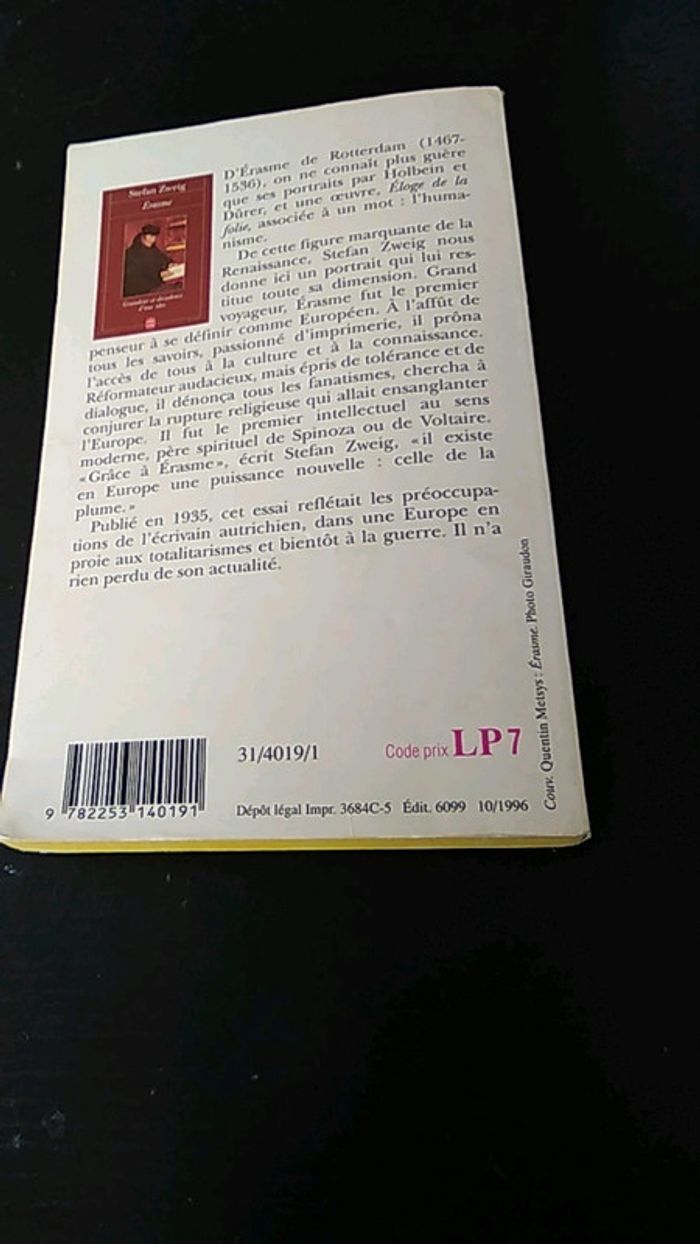 Stefan Zweig
Érasme
Grandeur et décadence
d'une idée
D'Érasme de Rotterdam (1467-
1536), on ne connaît plus guère
que ses portraits par Holbein et
Dürer, et une œuvre, Éloge de la
folie, associée à un mot : l'huma-
nisme.
De cette figure marquante de la
Renaissance, Stefan Zweig nous
donne ici un portrait qui lui res-
titue toute sa dimension. Grand
voyageur, Érasme fut le premier
penseur à se définir comme Européen. À l'affût de
tous les savoirs, passionné d'imprimerie, il prôna
l'accès de tous à la culture et à la connaissance.
Réformateur audacieux, mais épris de tolérance et de
dialogue, il dénonça tous les fanatismes, chercha à
conjurer la rupture religieuse qui allait ensanglanter
l'Europe. Il fut le premier intellectuel au sens
moderne, père spirituel de Spinoza ou de Voltaire.
«Grâce à Érasme», écrit Stefan Zweig, «il existe
en Europe une puissance nouvelle : celle de la
plume.»
Publié en 1935, cet essai reflétait les préoccupa-
tions de l'écrivain autrichien, dans une Europe en
proie aux totalitarismes et bientôt à la guerre. Il n'a
rien perdu de son actualité.
Couv. Quentin Metsys : Érasme. Photo Giraudon
31/4019/1
Code prix LP7
9 782253 140191
Dépôt légal Impr. 3684C-5 Édit. 6099 10/1996